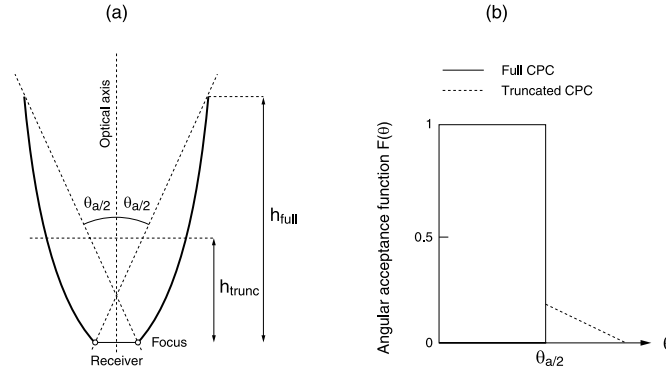 (a)
Optical axis
θa/2
θa/2
hfull
htrunc
Focus
Receiver
(b)
Full CPC
Truncated CPC
Angular acceptance function F(θ)
1
0.5
0
θa/2
θ